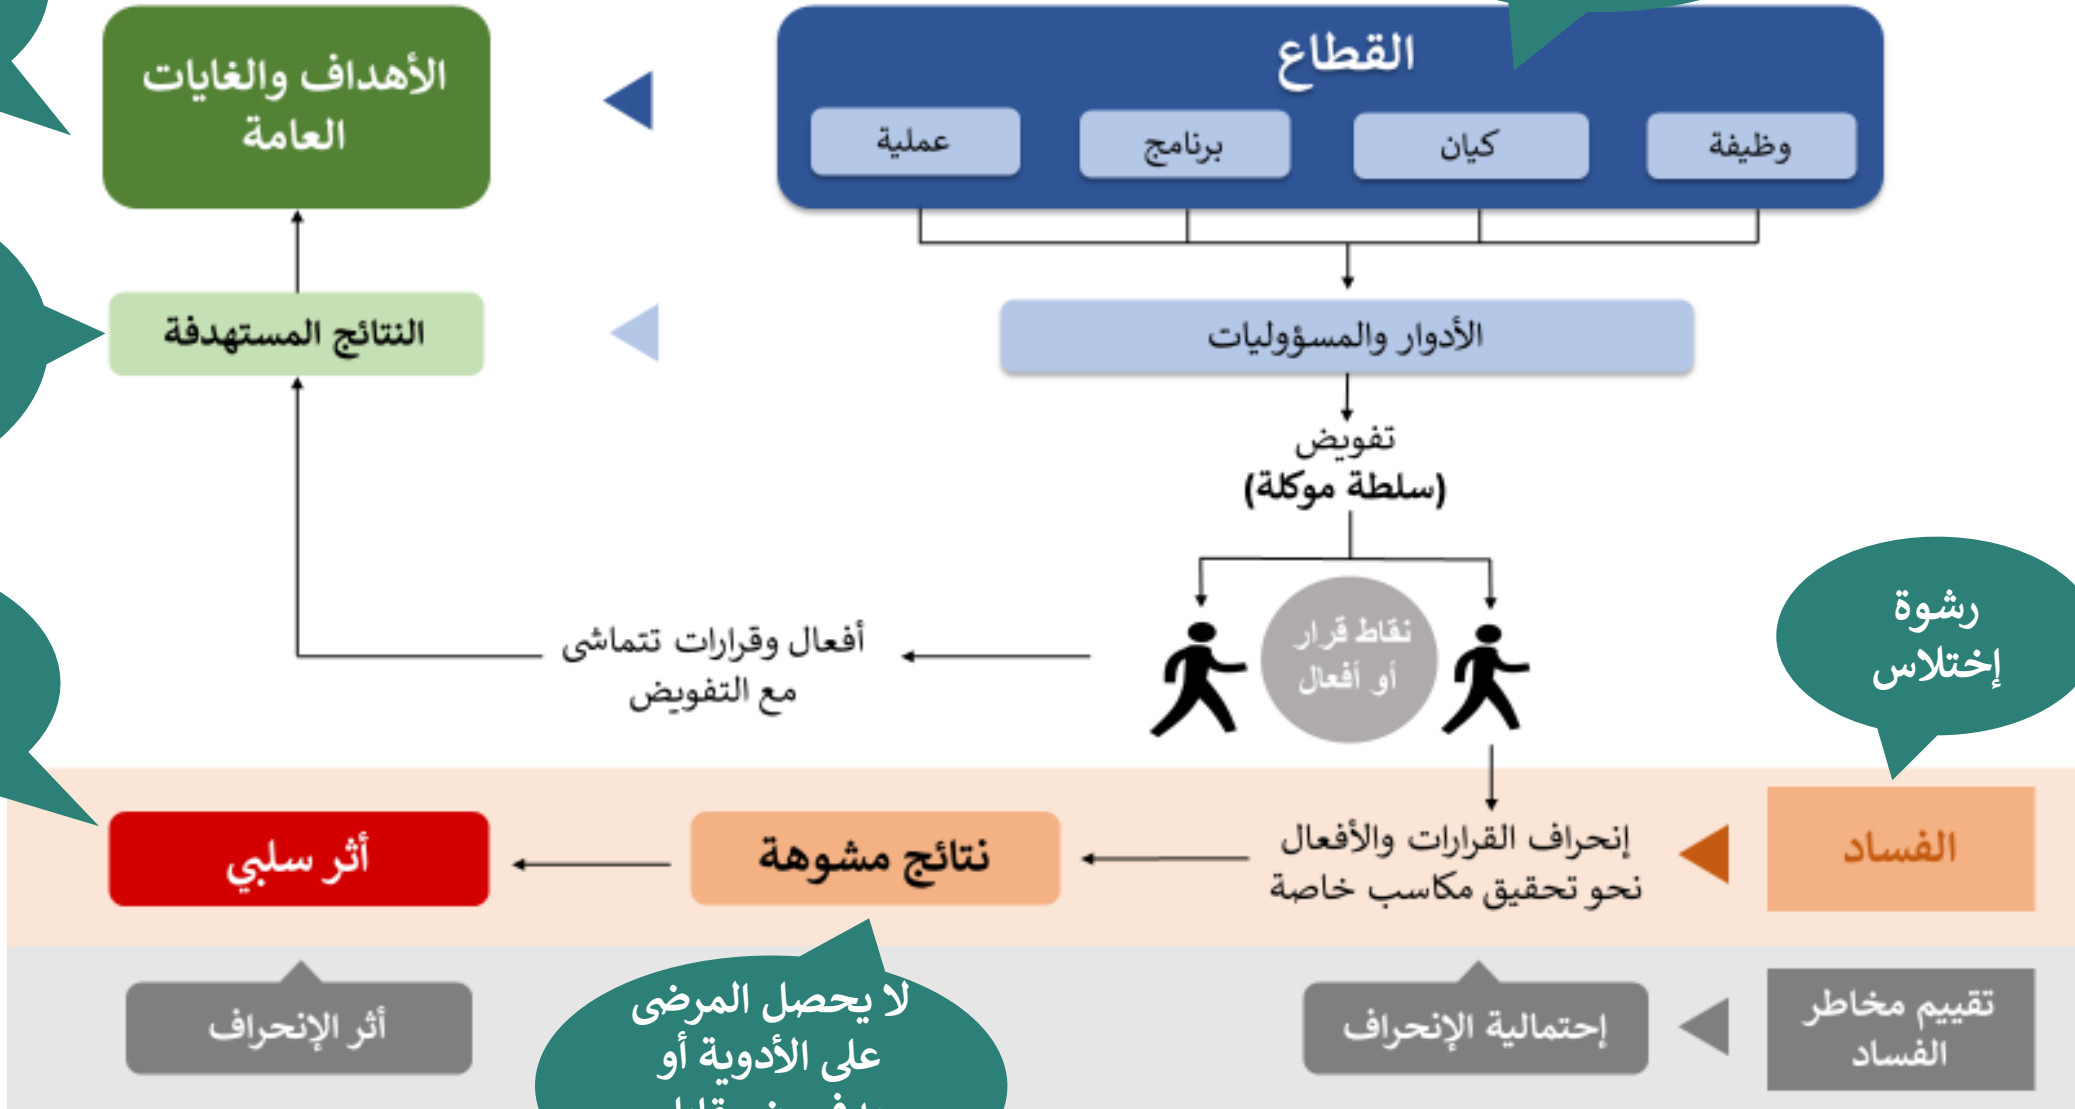 القطاع
وظيفة
كيان
برنامج
عملية
الأهداف والغايات
العامة
الأدوار والمسؤوليات
النتائج المستهدفة
تفويض
(سلطة موكلة)
نقاط قرار
أو أفعال
أفعال وقرارات تتماشى
مع التفويض
رشوة
إختلاس
الفساد
إنحراف القرارات والأفعال
نحو تحقيق مكاسب خاصة
نتائج مشوهة
أثر سلبي
تقييم مخاطر
الفساد
إحتمالية الإنحراف
لا يحصل المرضى
على الأدوية أو
أثر الإنحراف